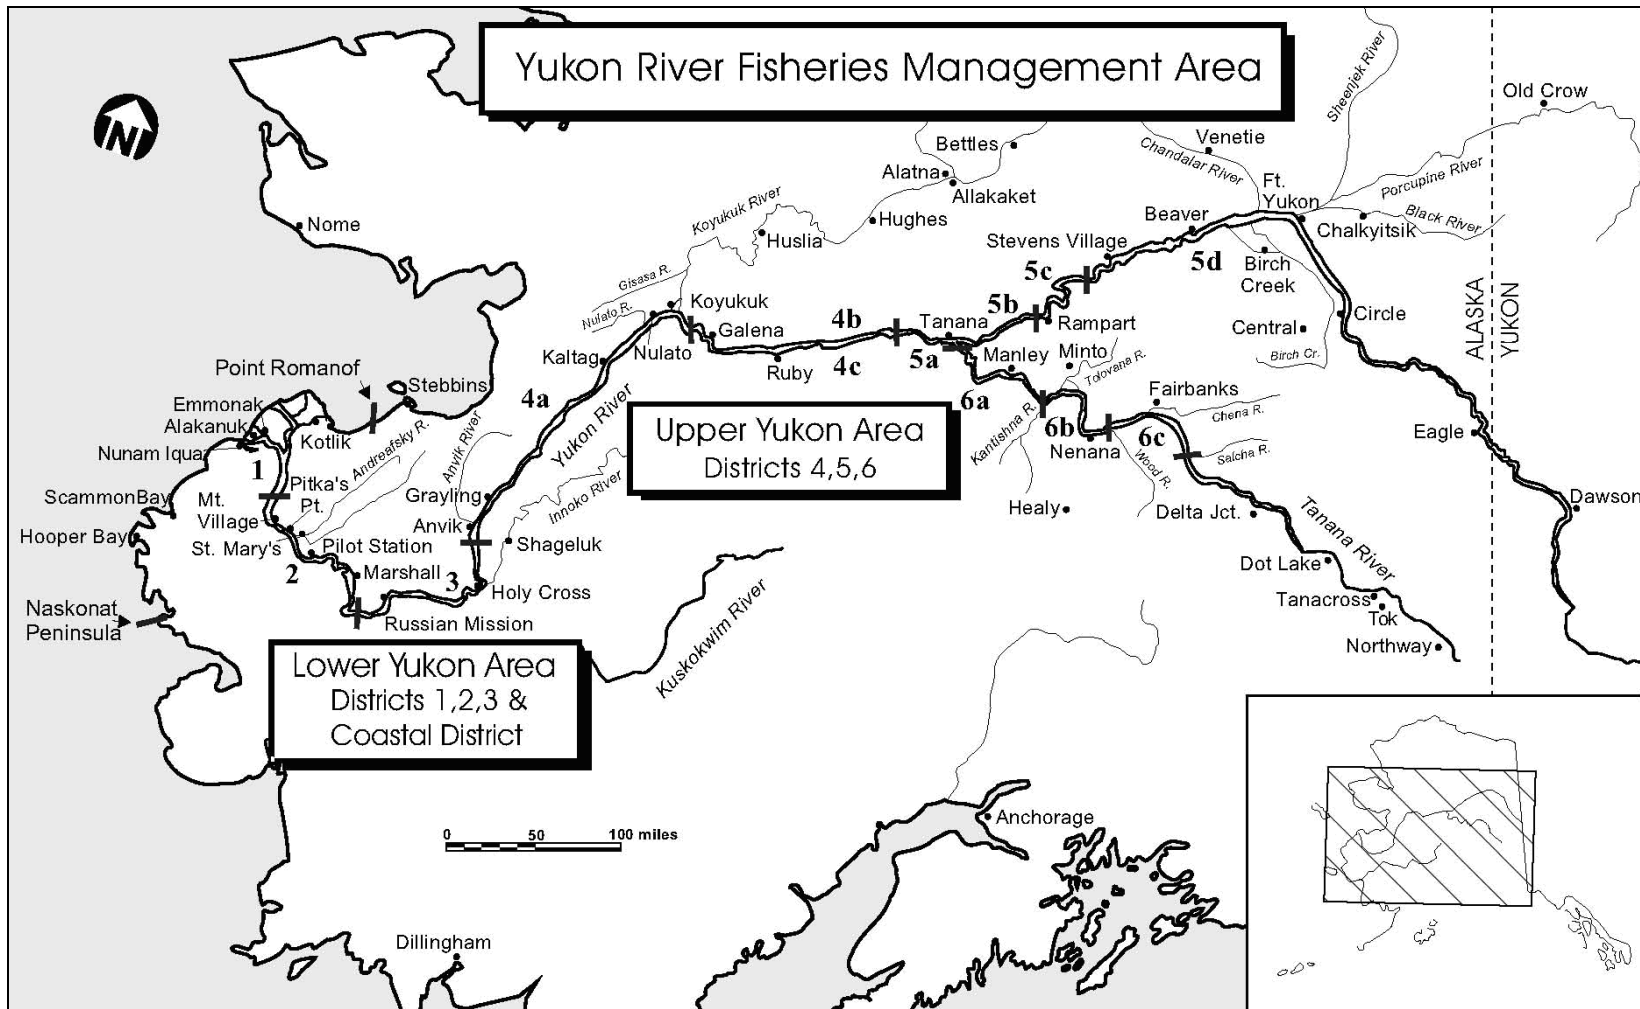 Yukon River Fisheries Management Area
N
Sheenjek River
Old Crow
Venetie
Chandalar River
Bettles
Alatna
Allakaket
Ft.
Yukon
Porcupine River
Black River
Chalkyitsik
Koyukuk River
Hughes
Huslia
Beaver
Stevens Village
Nome
5c
5d
Birch
Creek
Gisasa R.
Nulato R.
Koyukuk
Galena
4b
Tanana
5b
Rampart
Central
Circle
ALASKA
YUKON
Nulato
Kaltag
Ruby
4c
5a
Manley
Minto
Tolovana R.
Birch Cr.
Point Romanof
Stebbins
4a
Yukon River
6a
Fairbanks
Chena R.
Emmonak
Alakanuk
Kotlik
Andreafsky R.
Anvik River
Upper Yukon Area
Districts 4,5,6
Kantishna R.
6b
6c
Nenana
Wood R.
Salcha R.
Eagle
Nunam Iqua
1
Pitka's
Pt.
ScammonBay
Mt.
Village
Grayling
Innoko River
Hooper Bay
St. Mary's
Anvik
Shageluk
Healy
Delta Jct.
Dawson
Pilot Station
2
Marshall
3
Holy Cross
Tanana River
Dot Lake
Naskonat
Peninsula
Russian Mission
Kuskokwim River
Tanacross
Tok
Northway
Lower Yukon Area
Districts 1,2,3 &
Coastal District
0 50 100 miles
Anchorage
Dillingham